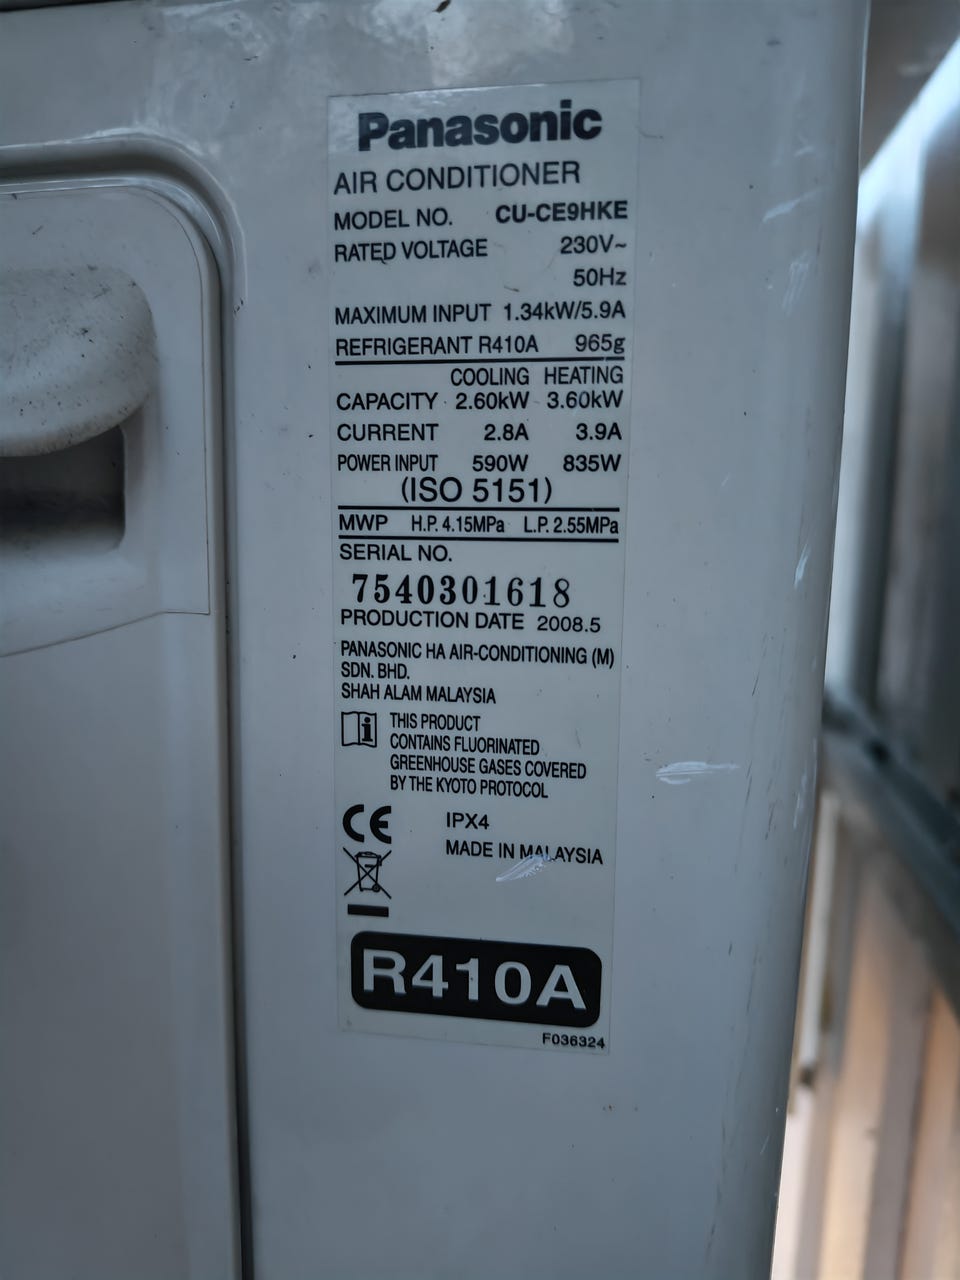 Panasonic
AIR CONDITIONER
MODEL NO. CU-CE9HKE
RATED VOLTAGE 230V~
50Hz
MAXIMUM INPUT 1.34kW/5.9A
REFRIGERANT R410A 965g
COOLING HEATING
CAPACITY 2.60kW 3.60kW
CURRENT 2.8A 3.9A
POWER INPUT 590W 835W
(ISO 5151)
MWP H.P. 4.15MPa L.P. 2.55MPa
SERIAL NO.
7540301618
PRODUCTION DATE 2008.5
PANASONIC HA AIR-CONDITIONING (M)
SDN. BHD.
SHAH ALAM MALAYSIA
THIS PRODUCT
CONTAINS FLUORINATED
GREENHOUSE GASES COVERED
BY THE KYOTO PROTOCOL
CE IPX4
MADE IN MALAYSIA
R410A
F036324